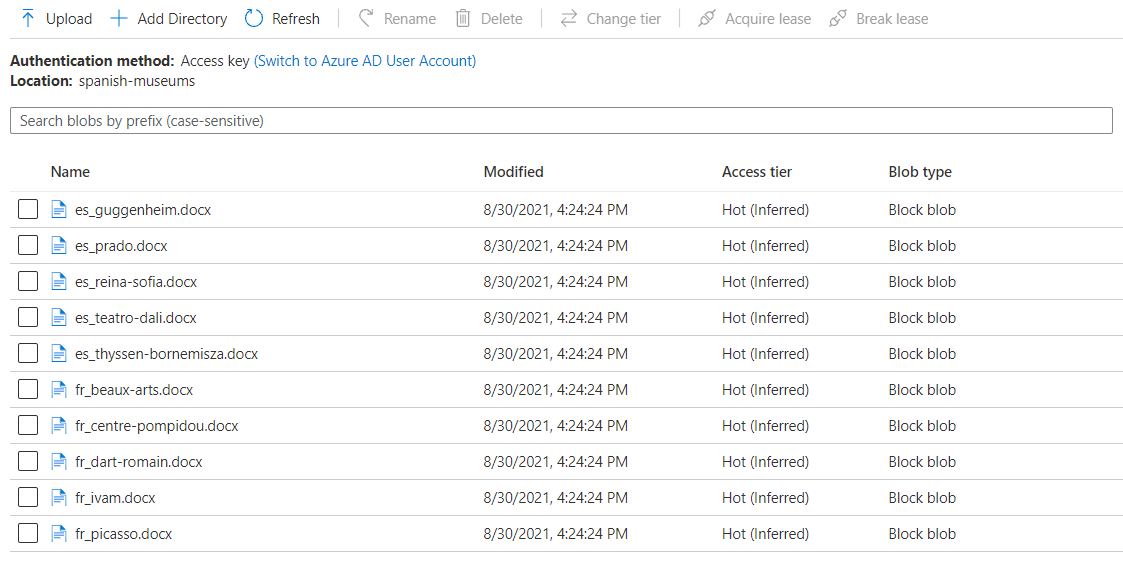 Upload Add Directory Refresh Rename Delete Change tier Acquire lease Break lease
Authentication method: Access key (Switch to Azure AD User Account)
Location: spanish-museums
Search blobs by prefix (case-sensitive)
Name Modified Access tier Blob type
es_guggenheim.docx 8/30/2021, 4:24:24 PM Hot (Inferred) Block blob
es_prado.docx 8/30/2021, 4:24:24 PM Hot (Inferred) Block blob
es_reina-sofia.docx 8/30/2021, 4:24:24 PM Hot (Inferred) Block blob
es_teatro-dali.docx 8/30/2021, 4:24:24 PM Hot (Inferred) Block blob
es_thyssen-bornemisza.docx 8/30/2021, 4:24:24 PM Hot (Inferred) Block blob
fr_beaux-arts.docx 8/30/2021, 4:24:24 PM Hot (Inferred) Block blob
fr_centre-pompidou.docx 8/30/2021, 4:24:24 PM Hot (Inferred) Block blob
fr_dart-romain.docx 8/30/2021, 4:24:24 PM Hot (Inferred) Block blob
fr_ivam.docx 8/30/2021, 4:24:24 PM Hot (Inferred) Block blob
fr_picasso.docx 8/30/2021, 4:24:24 PM Hot (Inferred) Block blob